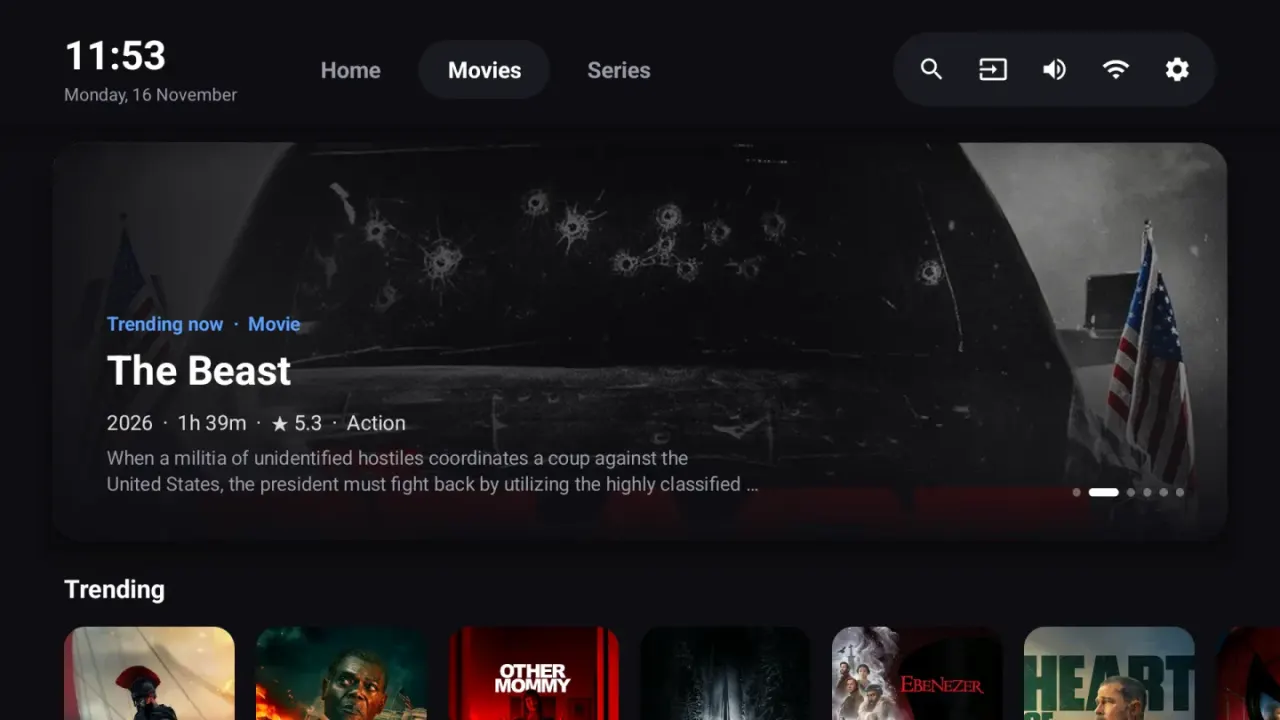 11:53
Monday, 16 November
Home
Movies
Series
Trending now · Movie
The Beast
2026 · 1h 39m · ★ 5.3 · Action
When a militia of unidentified hostiles coordinates a coup against the
United States, the president must fight back by utilizing the highly classified ...
Trending
OTHER
MOMMY
EBENEZER
HEART
OF